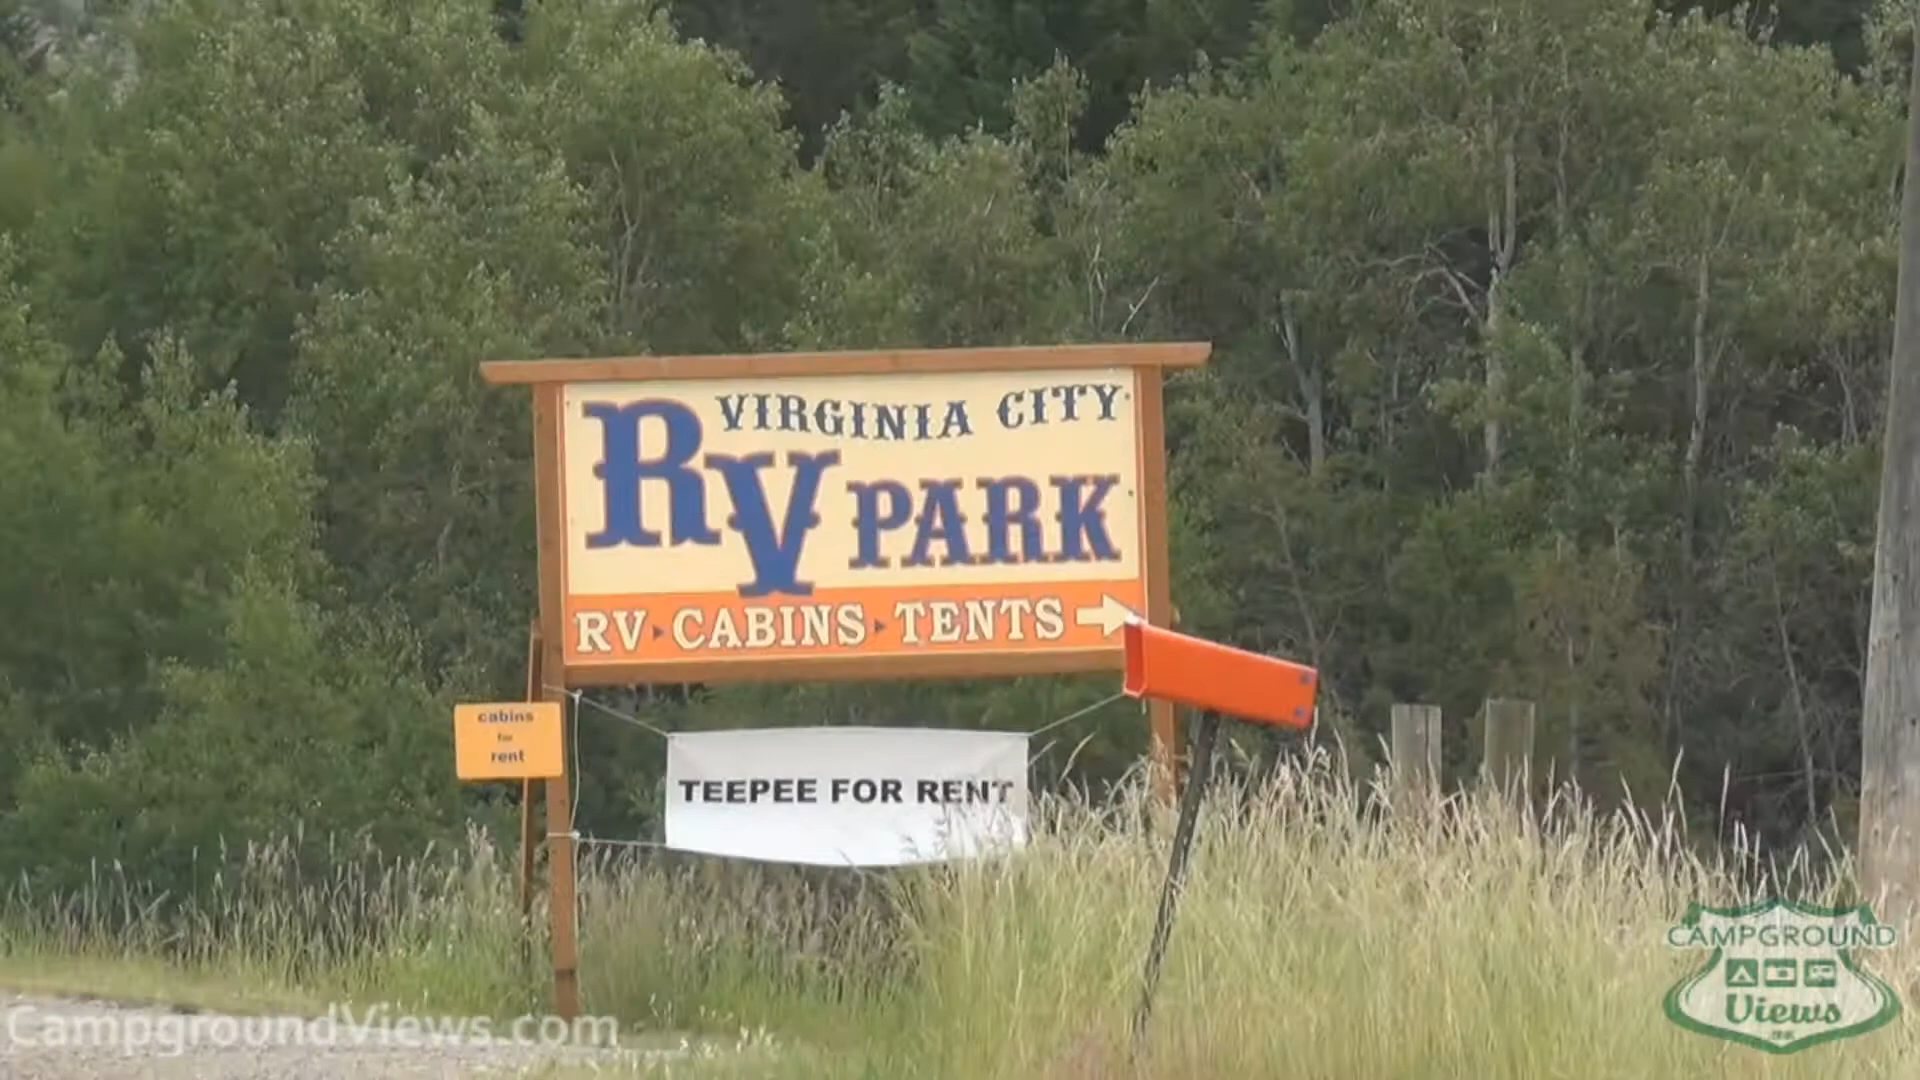 VIRGINIA CITY
RV PARK
RV CABINS TENTS
cabins
for
rent
TEEPEE FOR RENT
CampgroundViews.com
CAMPGROUND
Views